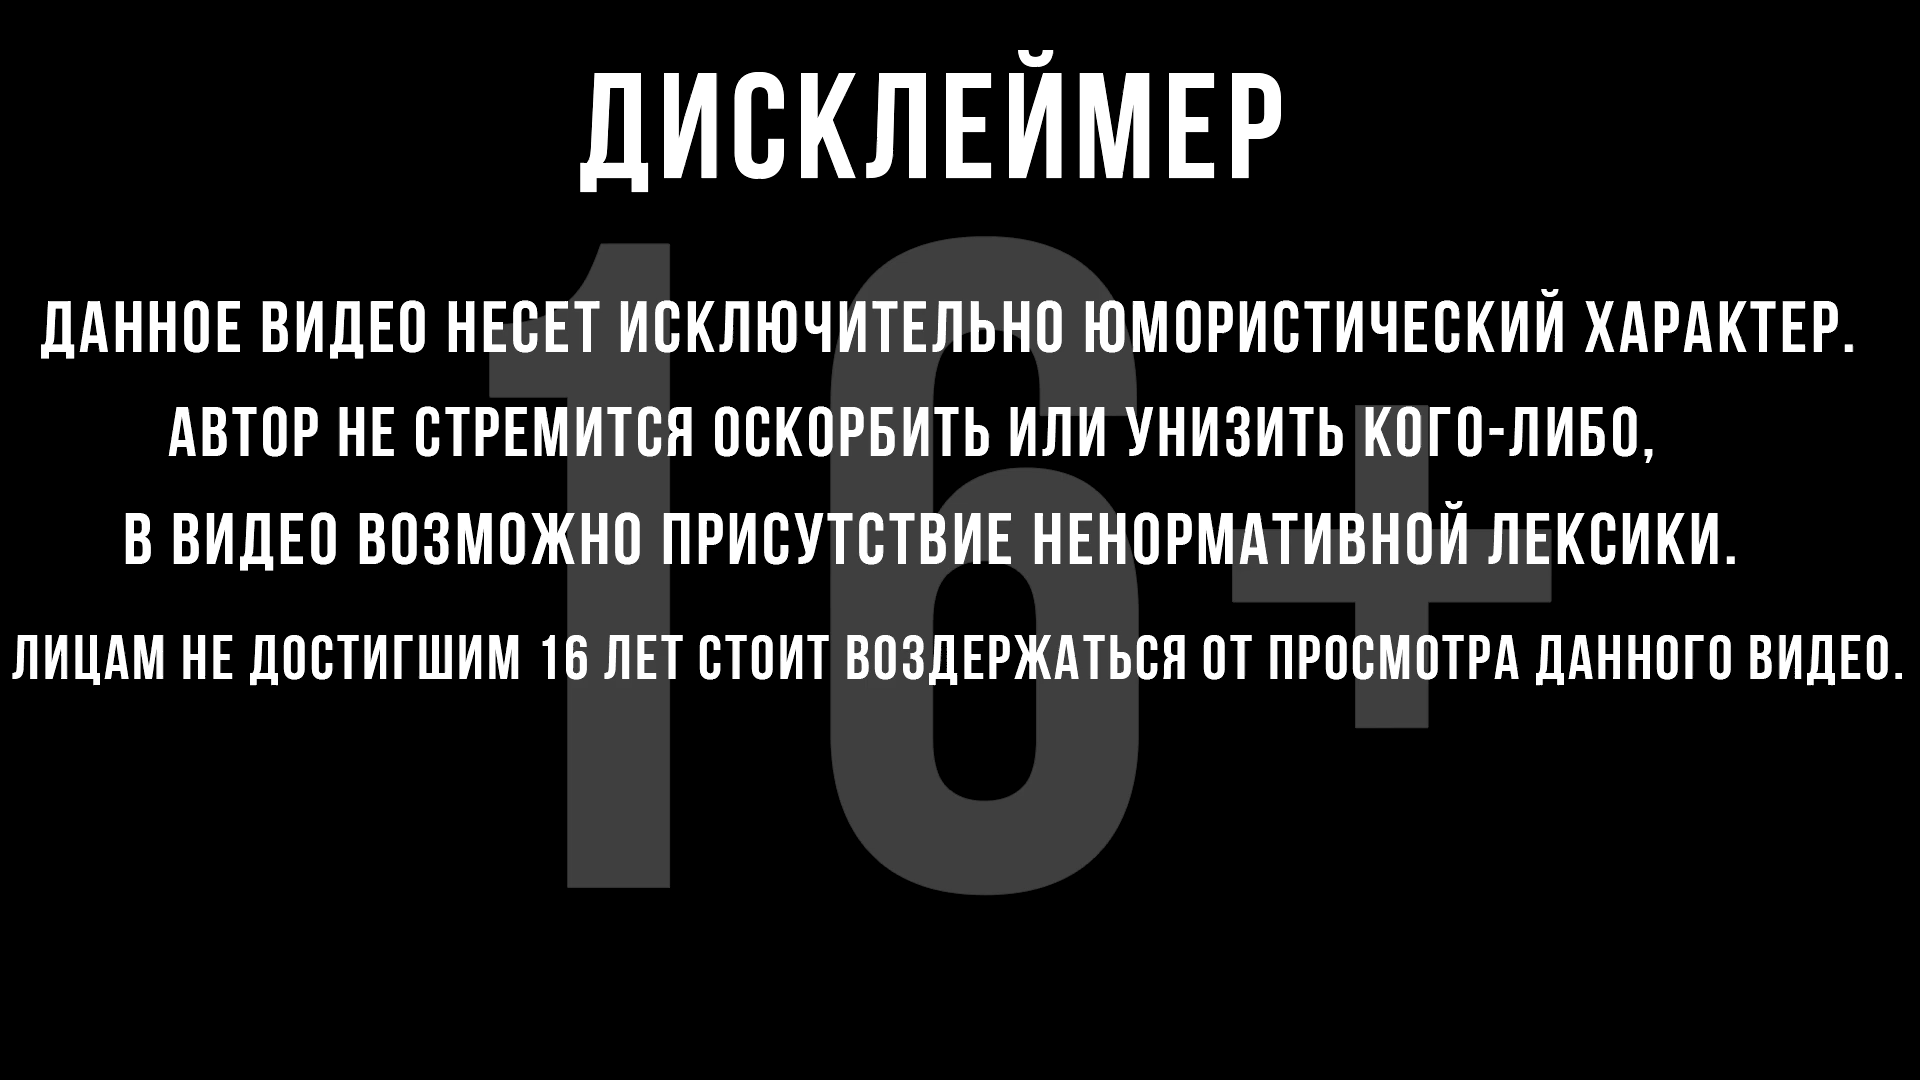 ДИСКЛЕЙМЕР
ДАННОЕ ВИДЕО НЕСЕТ ИСКЛЮЧИТЕЛЬНО ЮМОРИСТИЧЕСКИЙ ХАРАКТЕР.
АВТОР НЕ СТРЕМИТСЯ ОСКОРБИТЬ ИЛИ УНИЗИТЬ КОГО-ЛИБО,
В ВИДЕО ВОЗМОЖНО ПРИСУТСТВИЕ НЕНОРМАТИВНОЙ ЛЕКСИКИ.
ЛИЦАМ НЕ ДОСТИГШИМ 16 ЛЕТ СТОИТ ВОЗДЕРЖАТЬСЯ ОТ ПРОСМОТРА ДАННОГО ВИДЕО.
16+